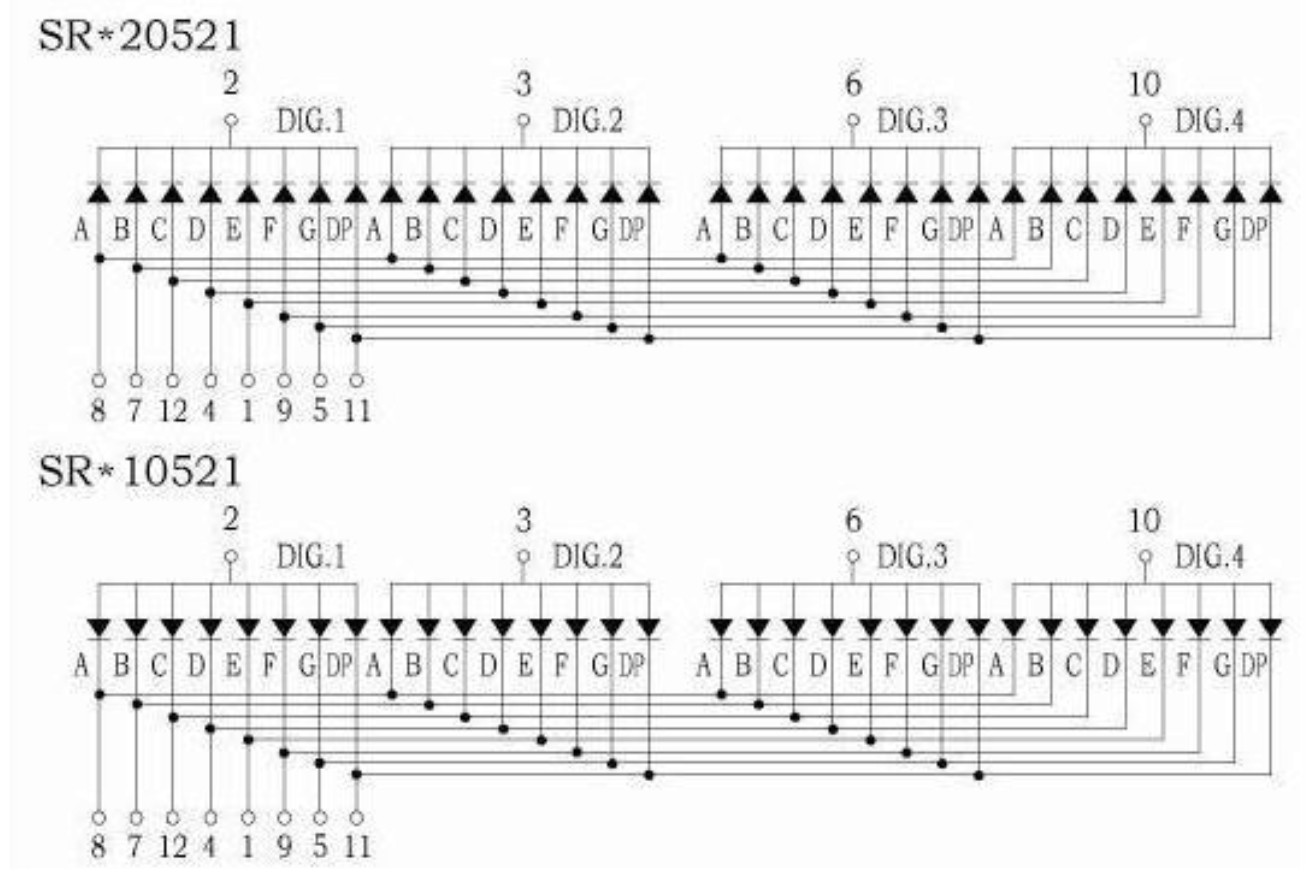 SR*20521
2 3 6 10
DIG.1 DIG.2 DIG.3 DIG.4
A B C D E F G DP A B C D E F G DP A B C D E F G DP A B C D E F G DP
8 7 12 4 1 9 5 11
SR*10521
2 3 6 10
DIG.1 DIG.2 DIG.3 DIG.4
A B C D E F G DP A B C D E F G DP A B C D E F G DP A B C D E F G DP
8 7 12 4 1 9 5 11